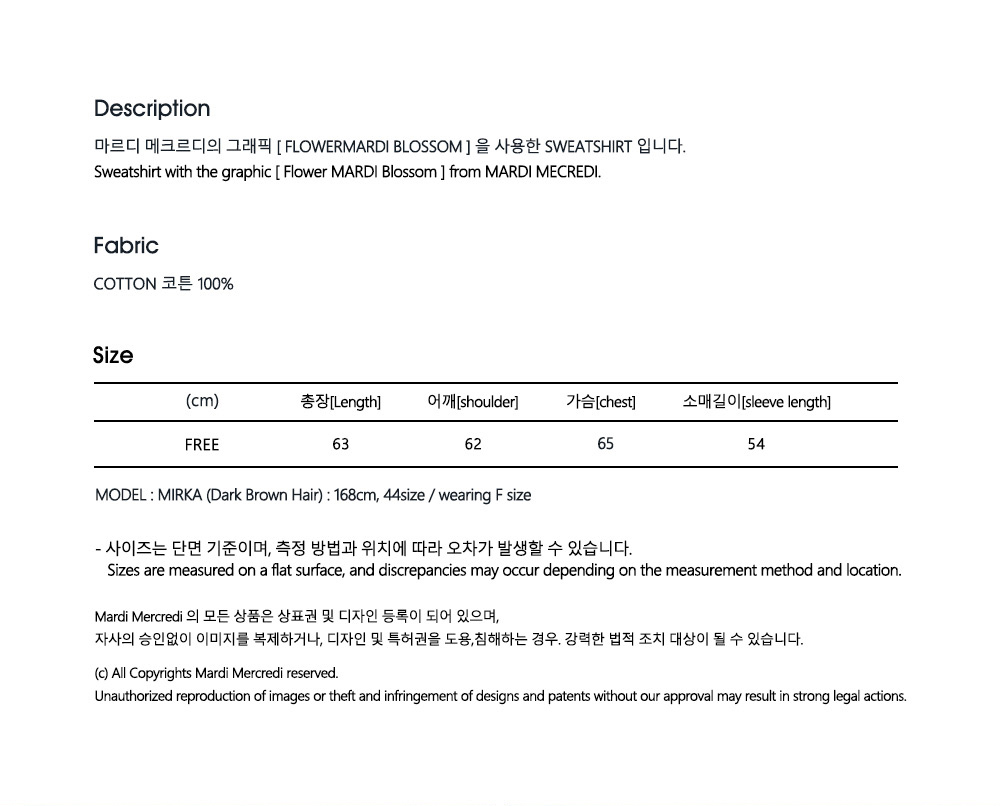 Description
마르디 메크르디의 그래픽 [ FLOWERMARDI BLOSSOM ] 을 사용한 SWEATSHIRT 입니다.
Sweatshirt with the graphic [ Flower MARDI Blossom ] from MARDI MECREDI.
Fabric
COTTON 코튼 100%
Size
(cm) 총장[Length] 어깨[shoulder] 가슴[chest] 소매길이[sleeve length]
FREE 63 62 65 54
MODEL : MIRKA (Dark Brown Hair) : 168cm, 44size / wearing F size
- 사이즈는 단면 기준이며, 측정 방법과 위치에 따라 오차가 발생할 수 있습니다.
Sizes are measured on a flat surface, and discrepancies may occur depending on the measurement method and location.
Mardi Mercredi 의 모든 상품은 상표권 및 디자인 등록이 되어 있으며,
자사의 승인없이 이미지를 복제하거나, 디자인 및 특허권을 도용,침해하는 경우. 강력한 법적 조치 대상이 될 수 있습니다.
(c) All Copyrights Mardi Mercredi reserved.
Unauthorized reproduction of images or theft and infringement of designs and patents without our approval may result in strong legal actions.